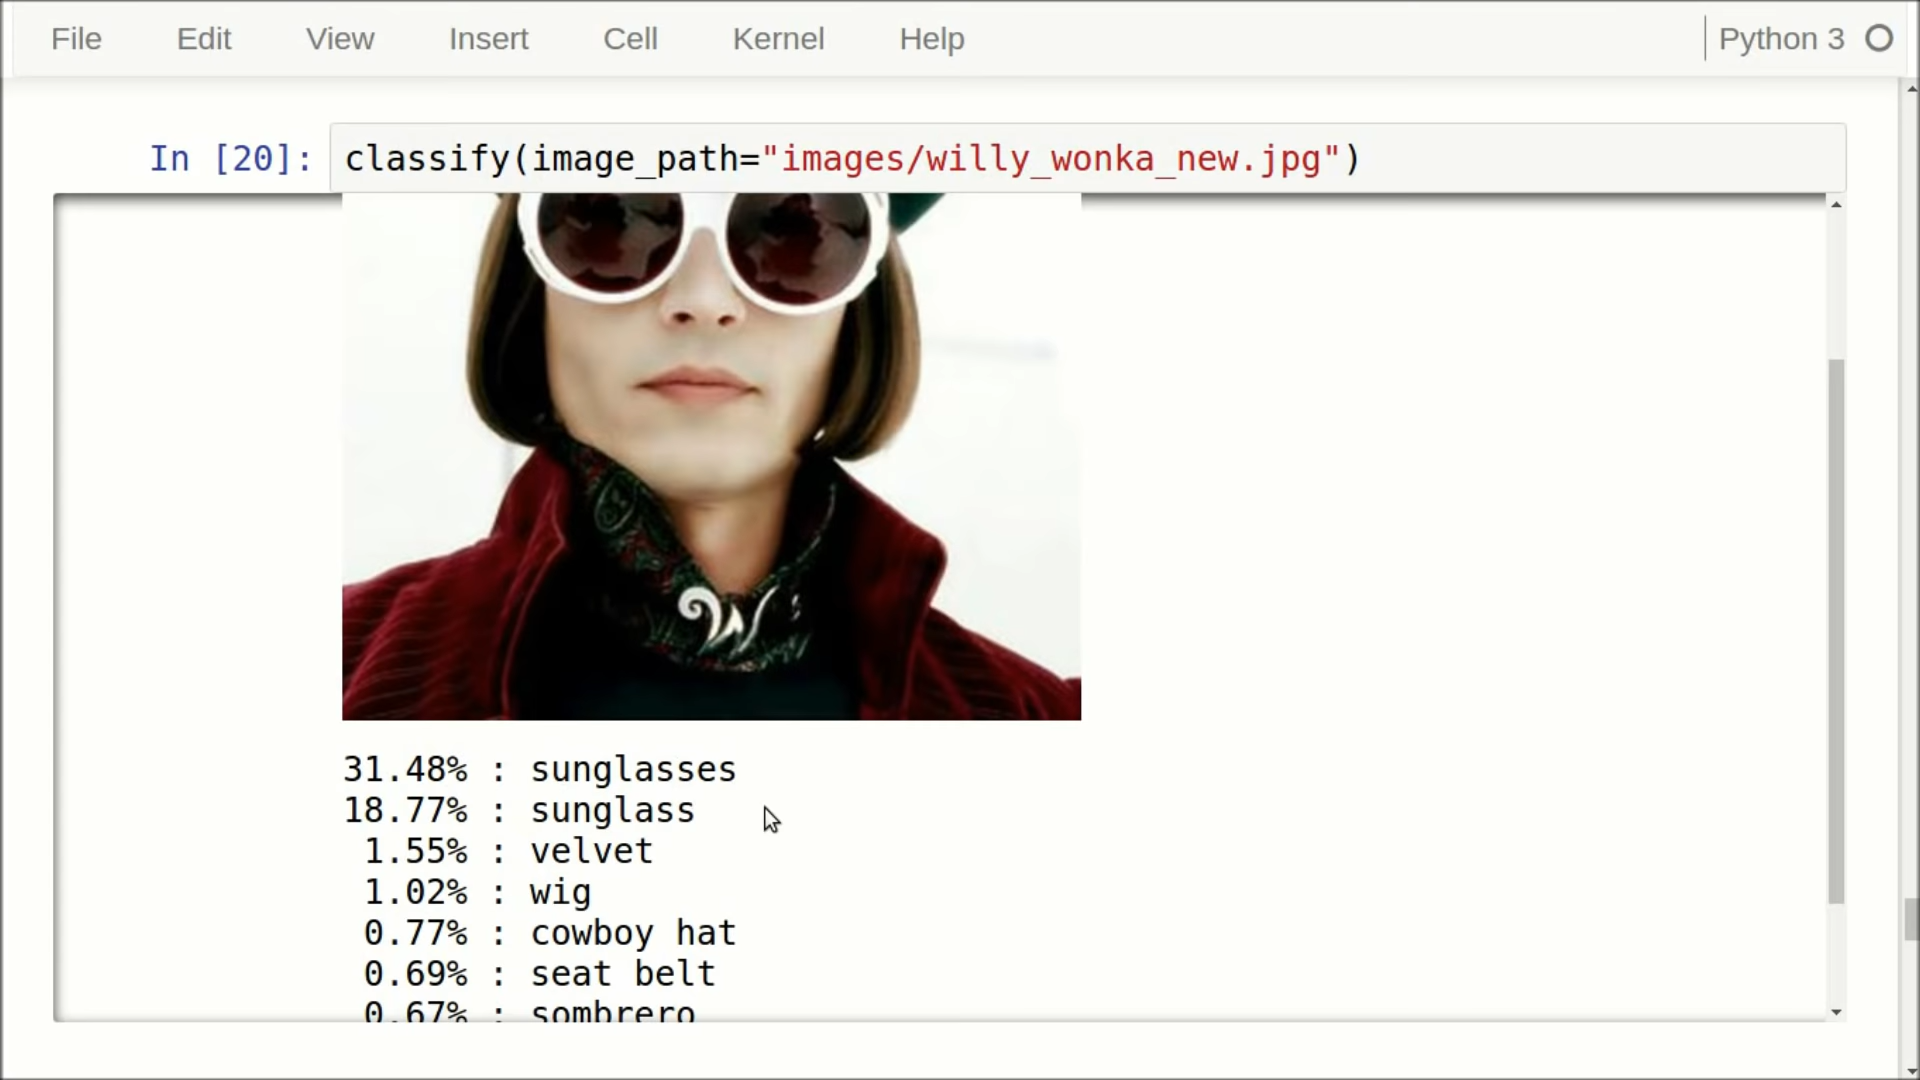 File Edit View Insert Cell Kernel Help Python 3
In [20]: classify(image_path="images/willy_wonka_new.jpg")
W
31.48% : sunglasses
18.77% : sunglass
1.55% : velvet
1.02% : wig
0.77% : cowboy hat
0.69% : seat belt
0.67% : sombrero